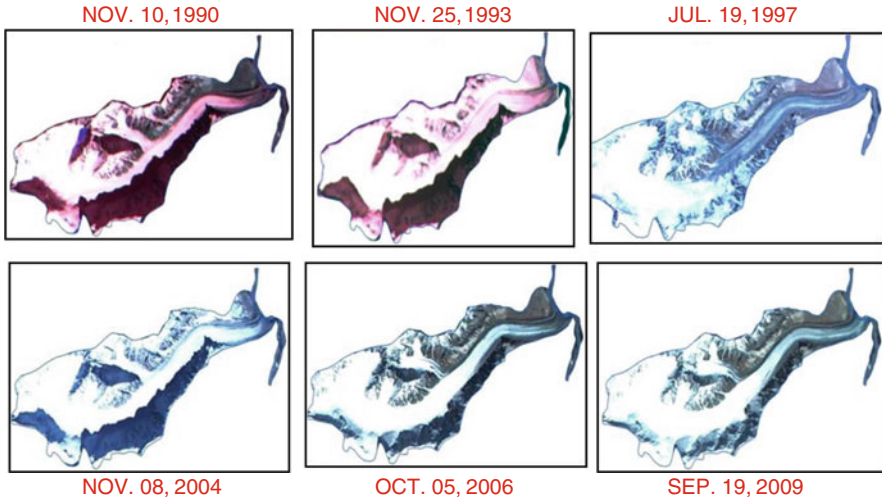 NOV. 10, 1990
NOV. 25, 1993
JUL. 19, 1997
NOV. 08, 2004
OCT. 05, 2006
SEP. 19, 2009